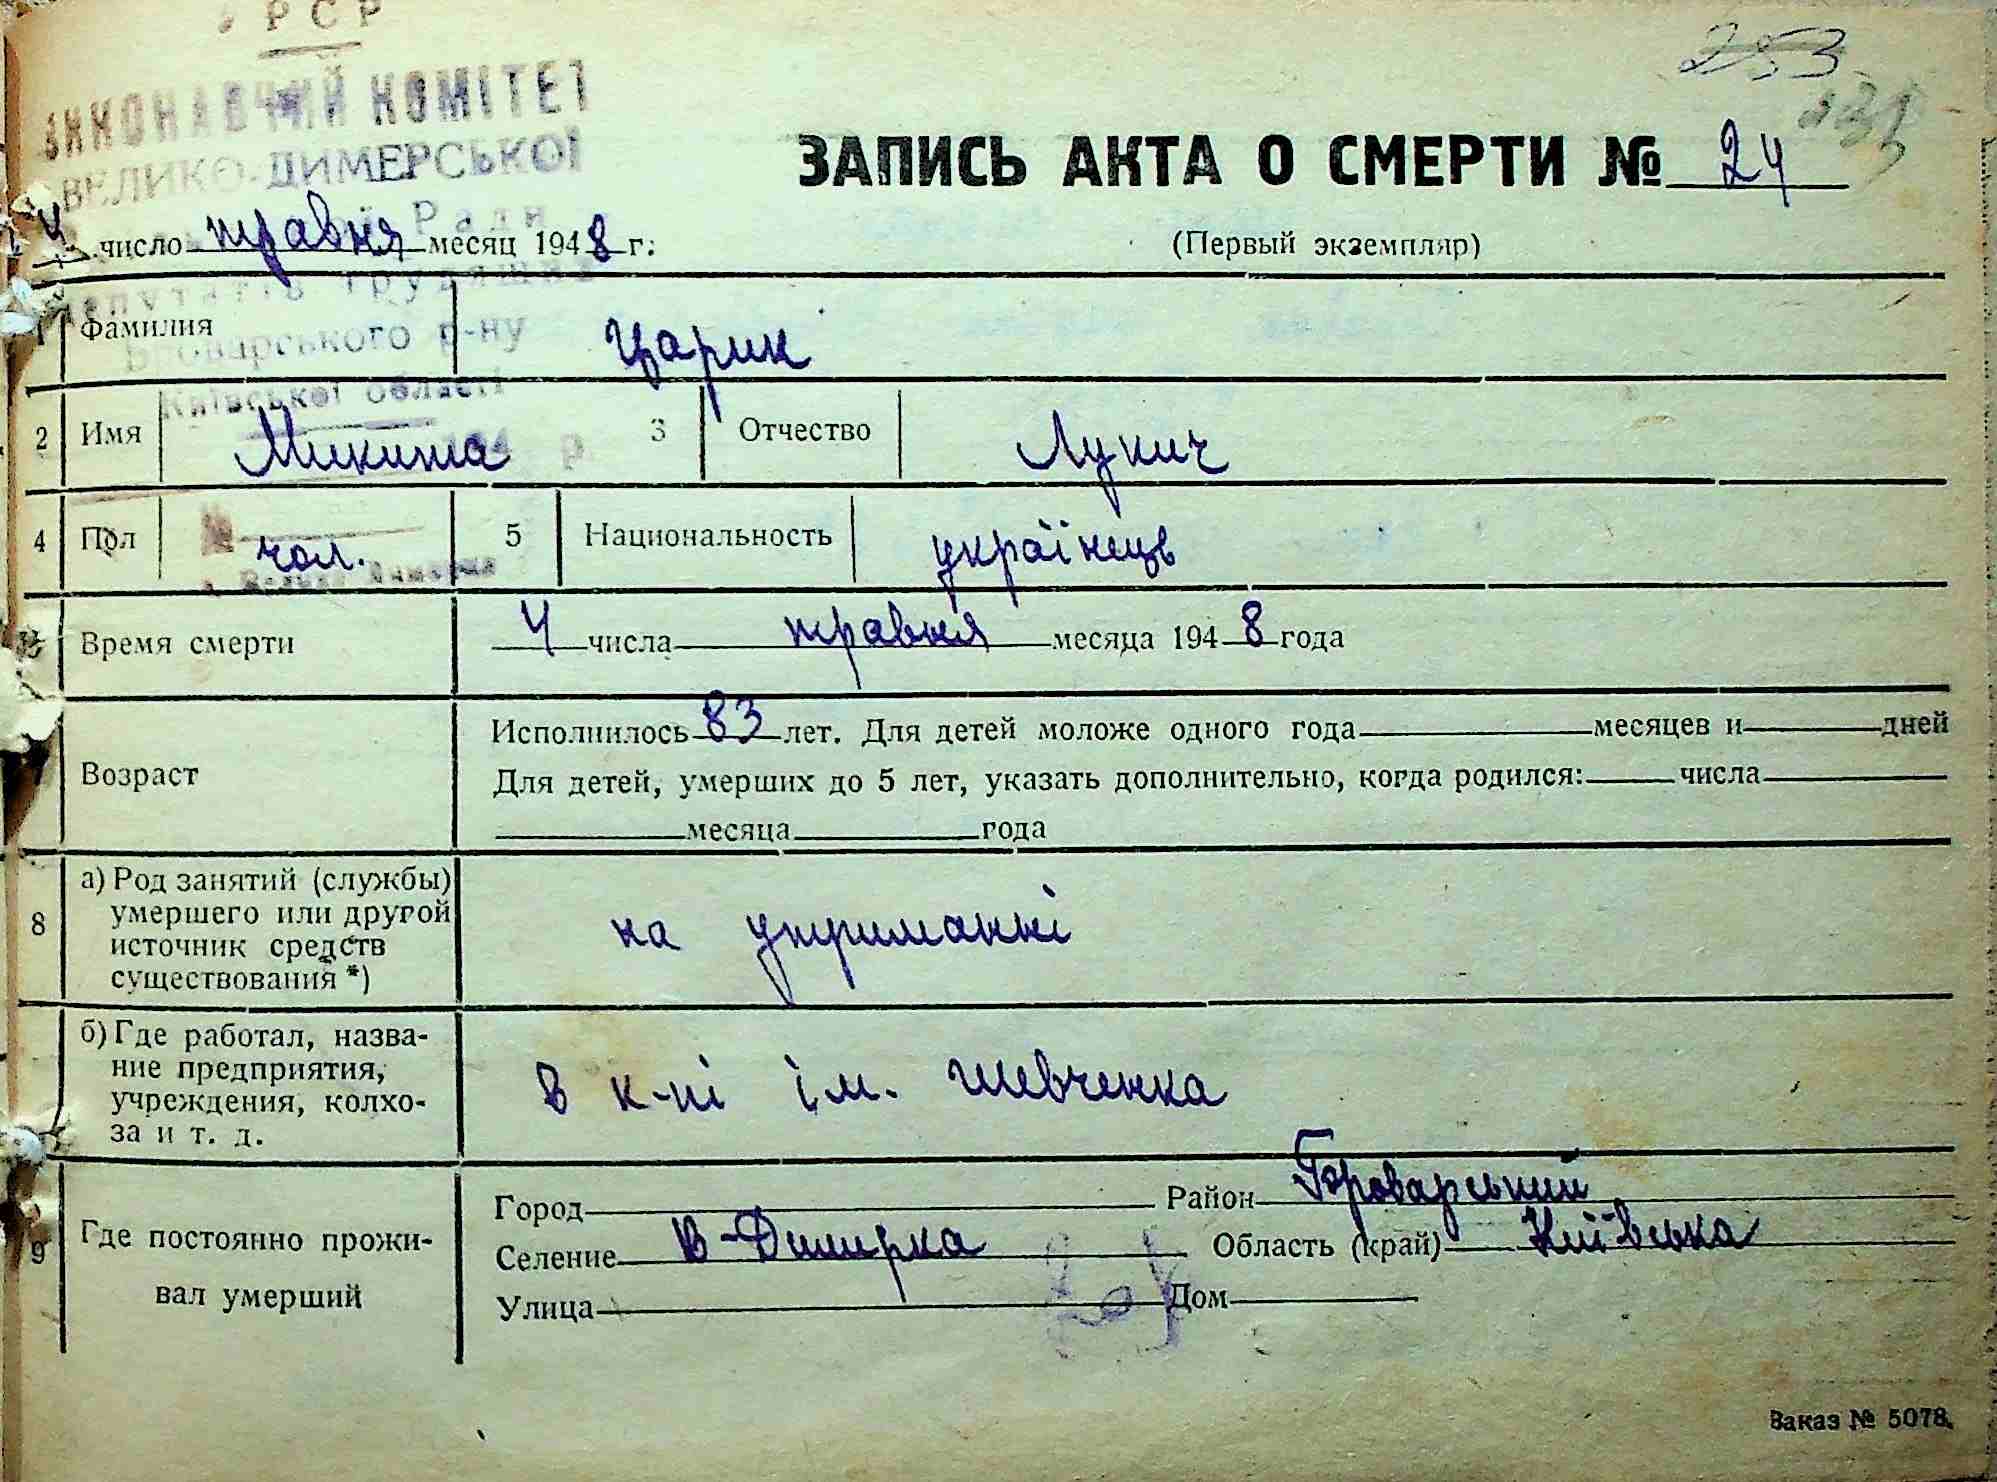 РСР
ВИКОНАВЧИЙ КОМІТЕТ
ВЕЛИКО-ДИМЕРСЬКОЇ
Ради
депутатів трудящих
Броварського р-ну
Київської області
253
ЗАПИСЬ АКТА О СМЕРТИ № 24
4 число травня месяц 1948 г.
(Первый экземпляр)
1 Фамилия Царик
2 Имя Микита 3 Отчество Лукич
4 Пол чол. 5 Национальность українець
Время смерти 4 числа травня месяца 1948 года
Исполнилось 83 лет. Для детей моложе одного года месяцев и дней
7 Возраст Для детей, умерших до 5 лет, указать дополнительно, когда родился: числа
месяца года
8 а) Род занятий (службы)
умершего или другой
источник средств
существования *)
на утриманні
б) Где работал, назва-
ние предприятия,
учреждения, колхо-
за и т. д.
в к-пі ім. Шевченка
9 Где постоянно прожи-
вал умерший
Город Район Броварський
Селение В-Димерка Область (край) Київська
Улица Дом
Заказ № 5078.